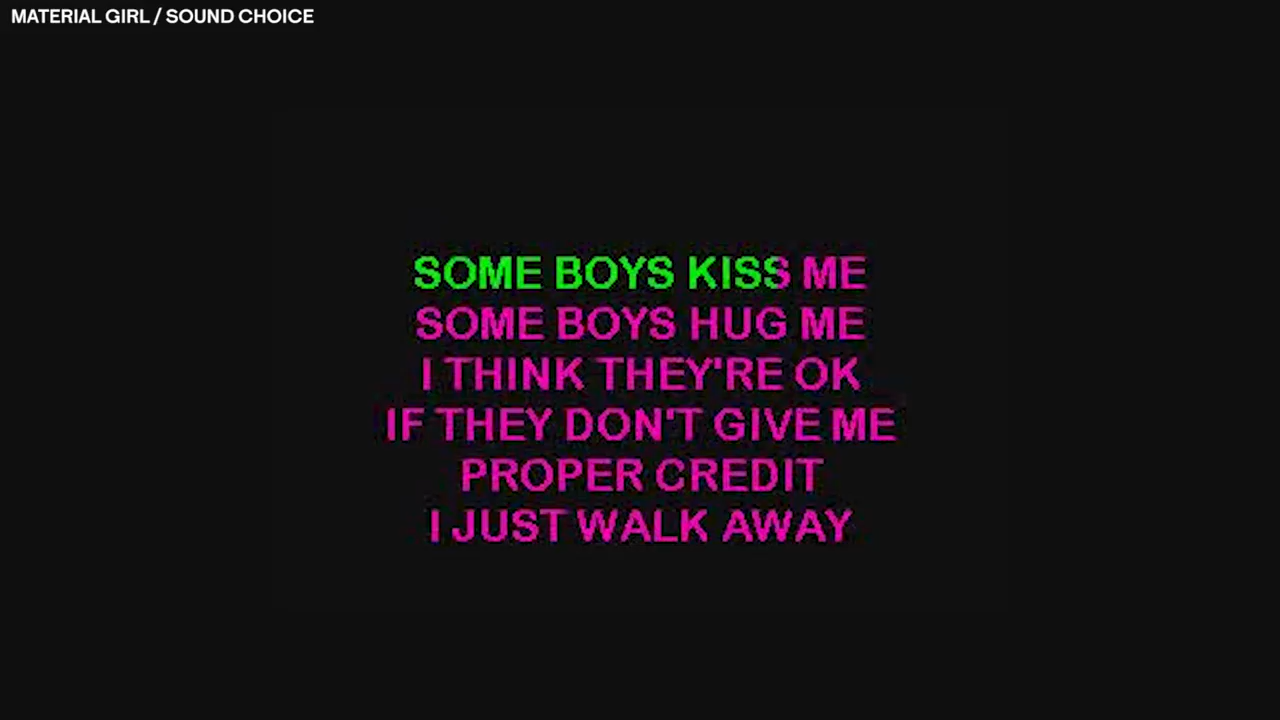 MATERIAL GIRL / SOUND CHOICE
SOME BOYS KISS ME
SOME BOYS HUG ME
I THINK THEY'RE OK
IF THEY DON'T GIVE ME
PROPER CREDIT
I JUST WALK AWAY